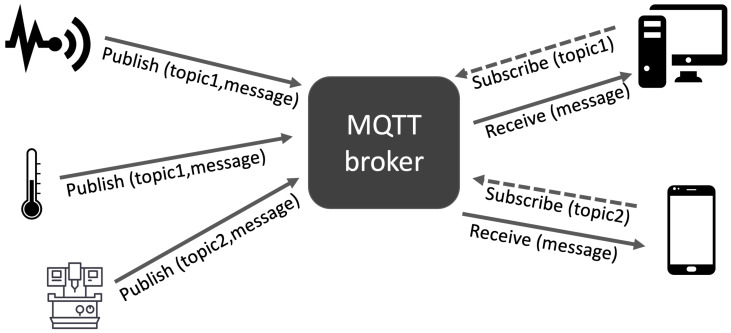 Publish (topic1,message)
Publish (topic1,message)
Publish (topic2,message)
MQTT
broker
Subscribe (topic1)
Receive (message)
Subscribe (topic2)
Receive (message)